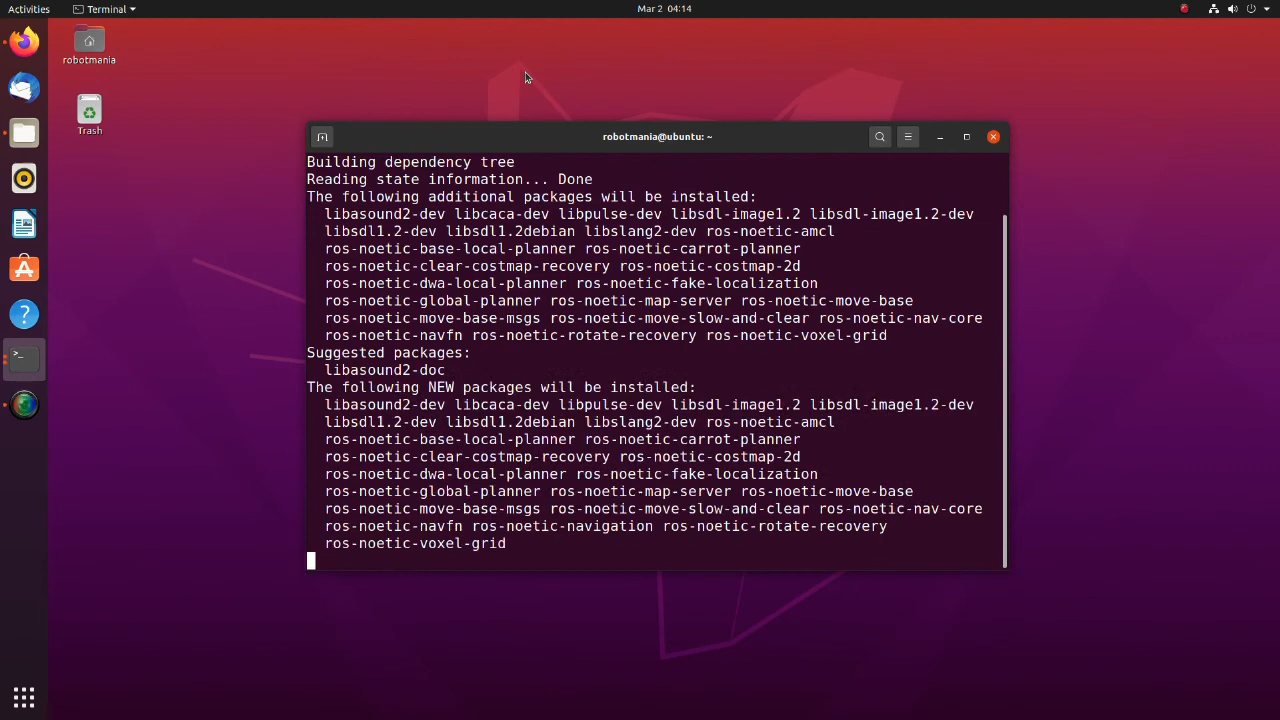 Activities
Terminal
Mar 2 04:14
robotmania
Trash
robotmania@ubuntu: ~
Building dependency tree
Reading state information... Done
The following additional packages will be installed:
libasound2-dev libcaca-dev libpulse-dev libsdl-image1.2 libsdl-image1.2-dev
libsdl1.2-dev libsdl1.2debian libslang2-dev ros-noetic-amcl
ros-noetic-base-local-planner ros-noetic-carrot-planner
ros-noetic-clear-costmap-recovery ros-noetic-costmap-2d
ros-noetic-dwa-local-planner ros-noetic-fake-localization
ros-noetic-global-planner ros-noetic-map-server ros-noetic-move-base
ros-noetic-move-base-msgs ros-noetic-move-slow-and-clear ros-noetic-nav-core
ros-noetic-navfn ros-noetic-rotate-recovery ros-noetic-voxel-grid
Suggested packages:
libasound2-doc
The following NEW packages will be installed:
libasound2-dev libcaca-dev libpulse-dev libsdl-image1.2 libsdl-image1.2-dev
libsdl1.2-dev libsdl1.2debian libslang2-dev ros-noetic-amcl
ros-noetic-base-local-planner ros-noetic-carrot-planner
ros-noetic-clear-costmap-recovery ros-noetic-costmap-2d
ros-noetic-dwa-local-planner ros-noetic-fake-localization
ros-noetic-global-planner ros-noetic-map-server ros-noetic-move-base
ros-noetic-move-base-msgs ros-noetic-move-slow-and-clear ros-noetic-nav-core
ros-noetic-navfn ros-noetic-navigation ros-noetic-rotate-recovery
ros-noetic-voxel-grid